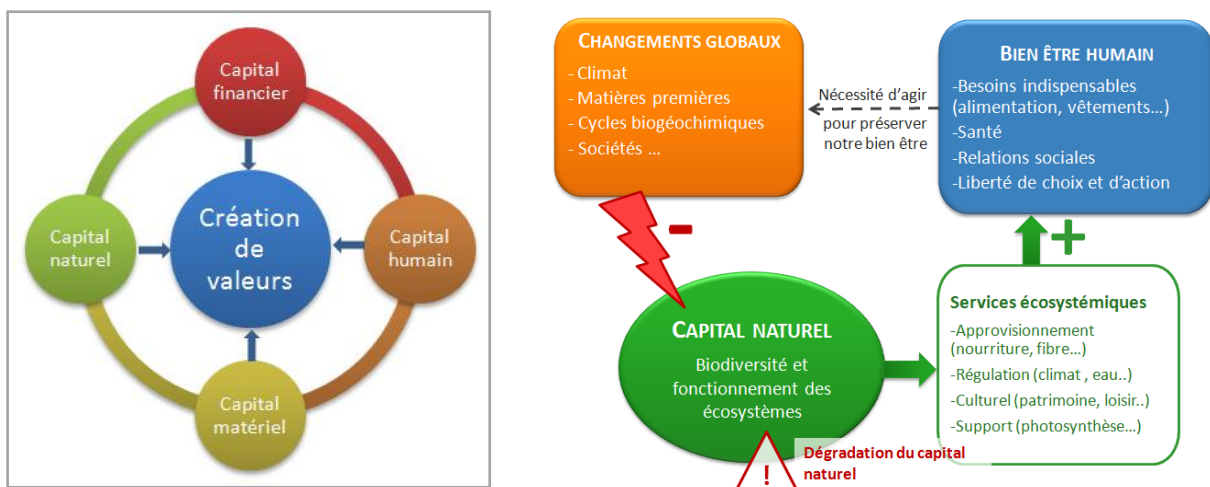 Capital
financier
Capital
naturel
Création
de
valeurs
Capital
humain
Capital
matériel
CHANGEMENTS GLOBAUX
- Climat
- Matières premières
- Cycles biogéochimiques
- Sociétés ...
Nécessité d'agir
pour préserver
notre bien être
BIEN ÊTRE HUMAIN
-Besoins indispensables
(alimentation, vêtements...)
-Santé
-Relations sociales
-Liberté de choix et d'action
-
+
CAPITAL NATUREL
Biodiversité et
fonctionnement des
écosystèmes
Services écosystémiques
-Approvisionnement
(nourriture, fibre...)
-Régulation (climat , eau..)
-Culturel (patrimoine, loisir..)
-Support (photosynthèse...)
!
Dégradation du capital
naturel